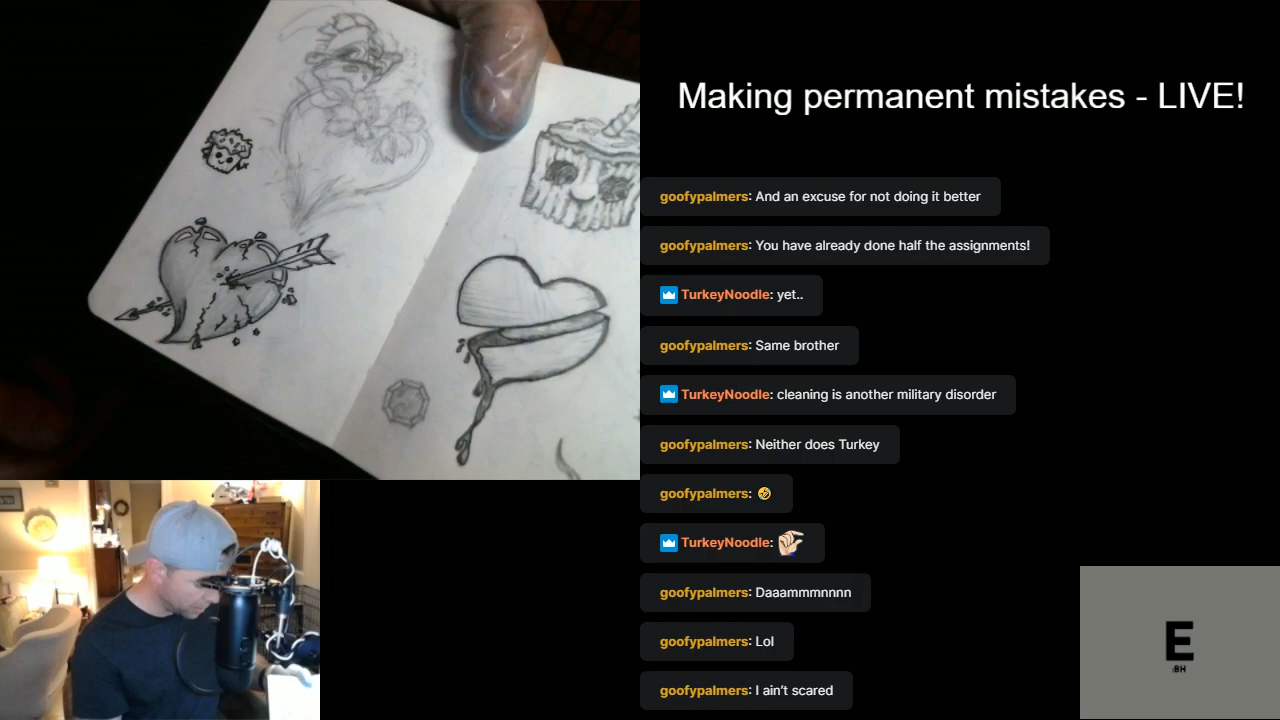 Making permanent mistakes - LIVE!
goofypalmers: And an excuse for not doing it better
goofypalmers: You have already done half the assignments!
TurkeyNoodle: yet..
goofypalmers: Same brother
TurkeyNoodle: cleaning is another military disorder
goofypalmers: Neither does Turkey
goofypalmers: 🤣
TurkeyNoodle:
goofypalmers: Daaammmnnnn
goofypalmers: Lol
goofypalmers: I ain't scared
E
:BH